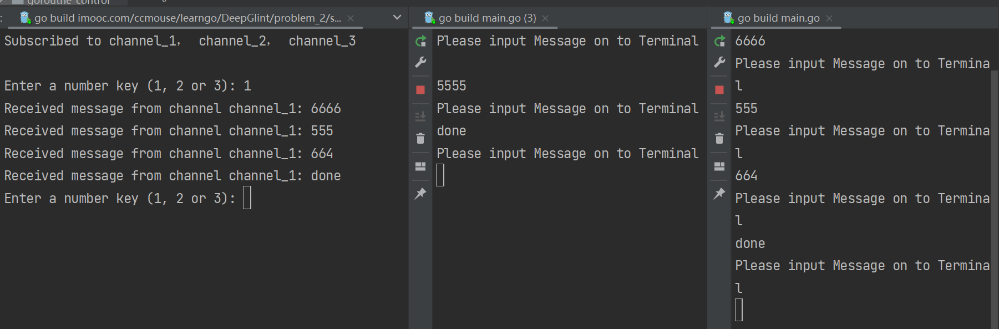 goroutne control
go build imooc.com/ccmouse/learngo/DeepGlint/problem_2/s...
Subscribed to channel_1, channel_2, channel_3
Enter a number key (1, 2 or 3): 1
Received message from channel channel_1: 6666
Received message from channel channel_1: 555
Received message from channel channel_1: 664
Received message from channel channel_1: done
Enter a number key (1, 2 or 3):
go build main.go (3)
Please input Message on to Terminal
5555
Please input Message on to Terminal
done
Please input Message on to Terminal
go build main.go
6666
Please input Message on to Termina
l
555
Please input Message on to Termina
l
664
Please input Message on to Termina
l
done
Please input Message on to Termina
l